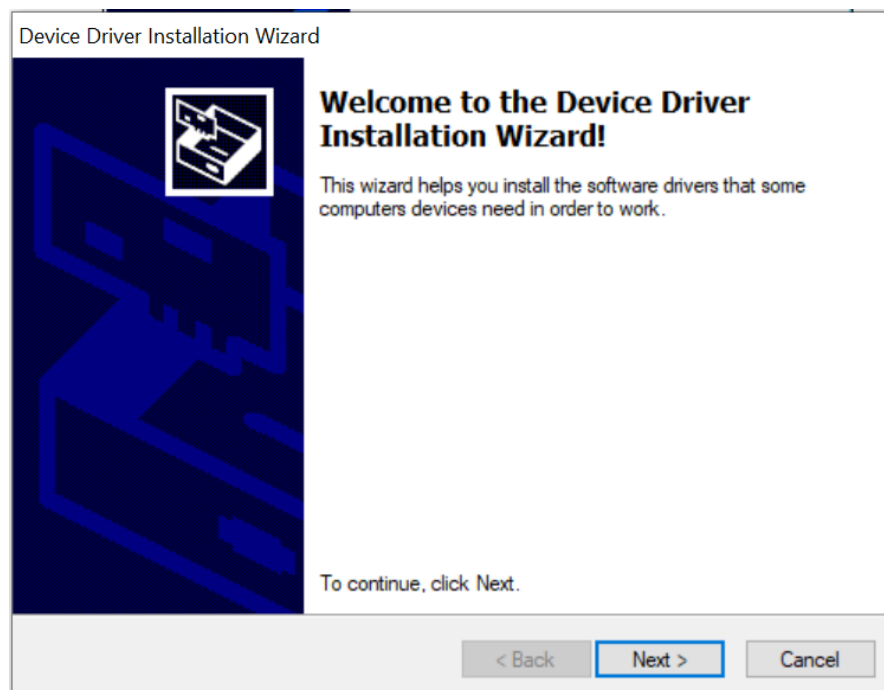 Device Driver Installation Wizard
Welcome to the Device Driver
Installation Wizard!
This wizard helps you install the software drivers that some
computers devices need in order to work.
To continue, click Next.
< Back
Next >
Cancel